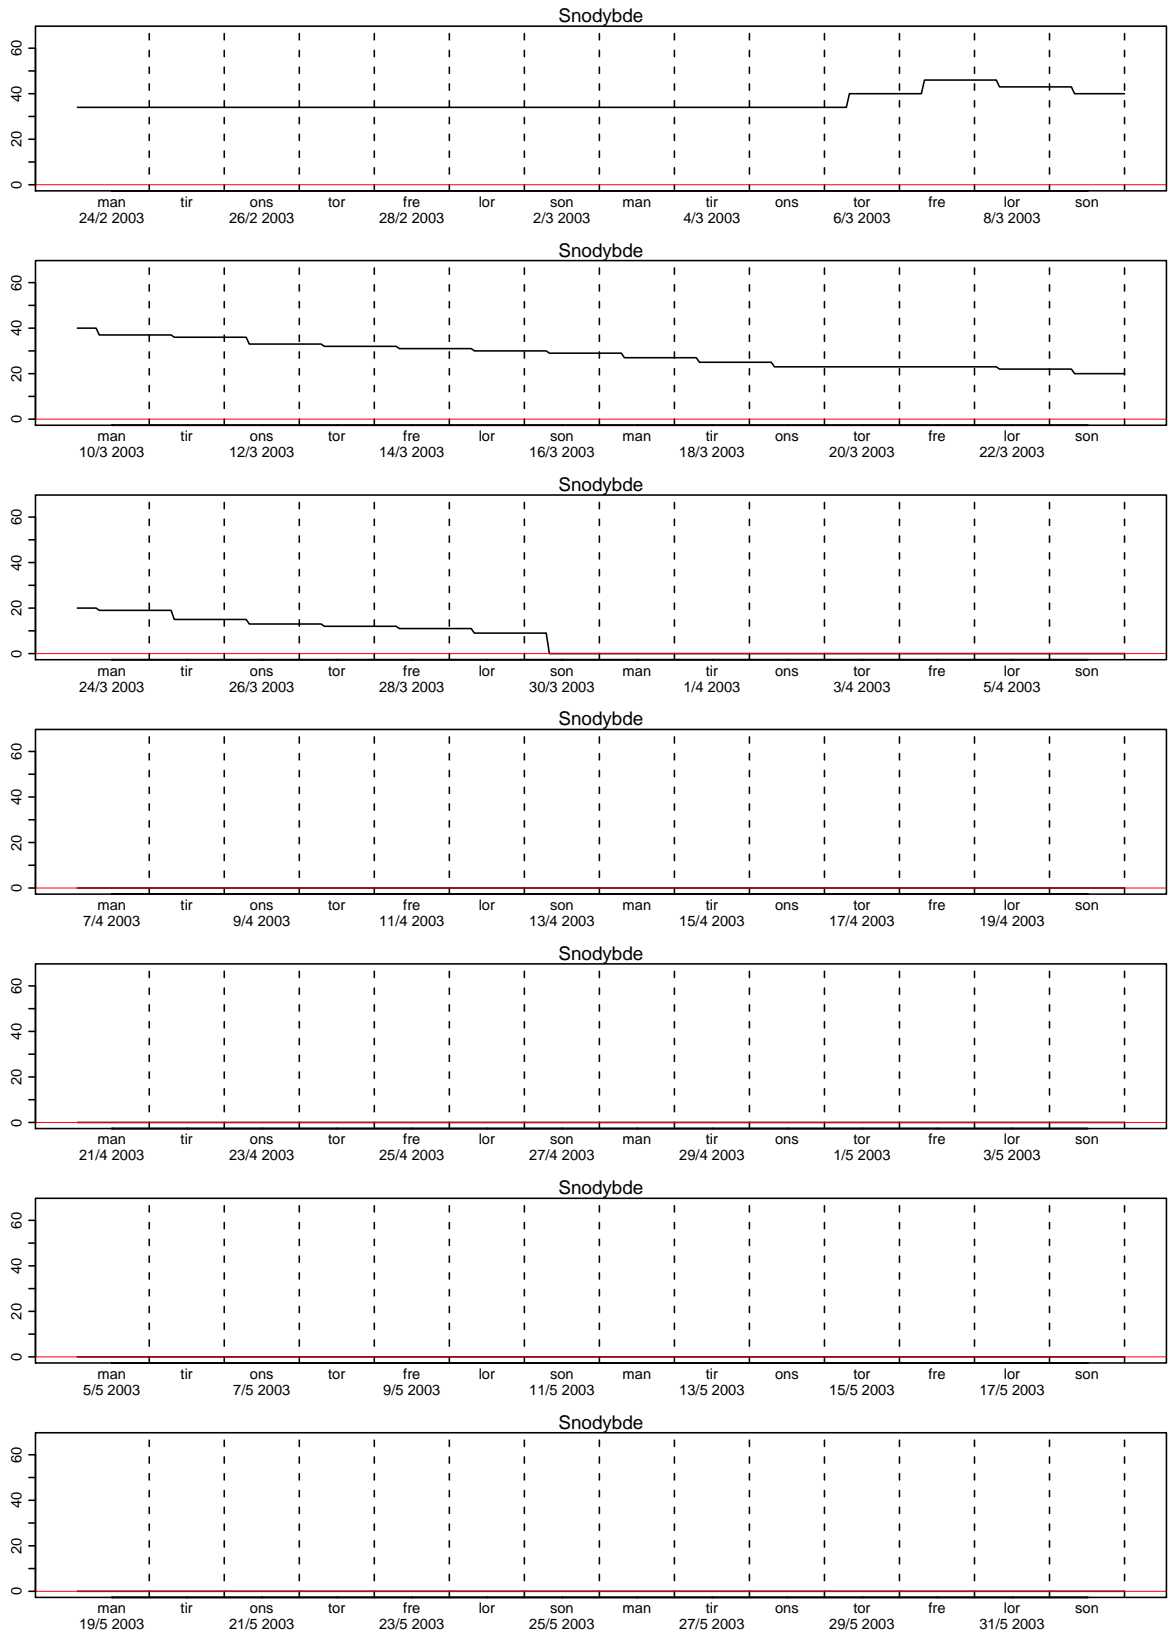 Snodybde
60
40
20
0
man tir ons tor fre lor son man tir ons tor fre lor son
24/2 2003 26/2 2003 28/2 2003 2/3 2003 4/3 2003 6/3 2003 8/3 2003
Snodybde
60
40
20
0
man tir ons tor fre lor son man tir ons tor fre lor son
10/3 2003 12/3 2003 14/3 2003 16/3 2003 18/3 2003 20/3 2003 22/3 2003
Snodybde
60
40
20
0
man tir ons tor fre lor son man tir ons tor fre lor son
24/3 2003 26/3 2003 28/3 2003 30/3 2003 1/4 2003 3/4 2003 5/4 2003
Snodybde
60
40
20
0
man tir ons tor fre lor son man tir ons tor fre lor son
7/4 2003 9/4 2003 11/4 2003 13/4 2003 15/4 2003 17/4 2003 19/4 2003
Snodybde
60
40
20
0
man tir ons tor fre lor son man tir ons tor fre lor son
21/4 2003 23/4 2003 25/4 2003 27/4 2003 29/4 2003 1/5 2003 3/5 2003
Snodybde
60
40
20
0
man tir ons tor fre lor son man tir ons tor fre lor son
5/5 2003 7/5 2003 9/5 2003 11/5 2003 13/5 2003 15/5 2003 17/5 2003
Snodybde
60
40
20
0
man tir ons tor fre lor son man tir ons tor fre lor son
19/5 2003 21/5 2003 23/5 2003 25/5 2003 27/5 2003 29/5 2003 31/5 2003